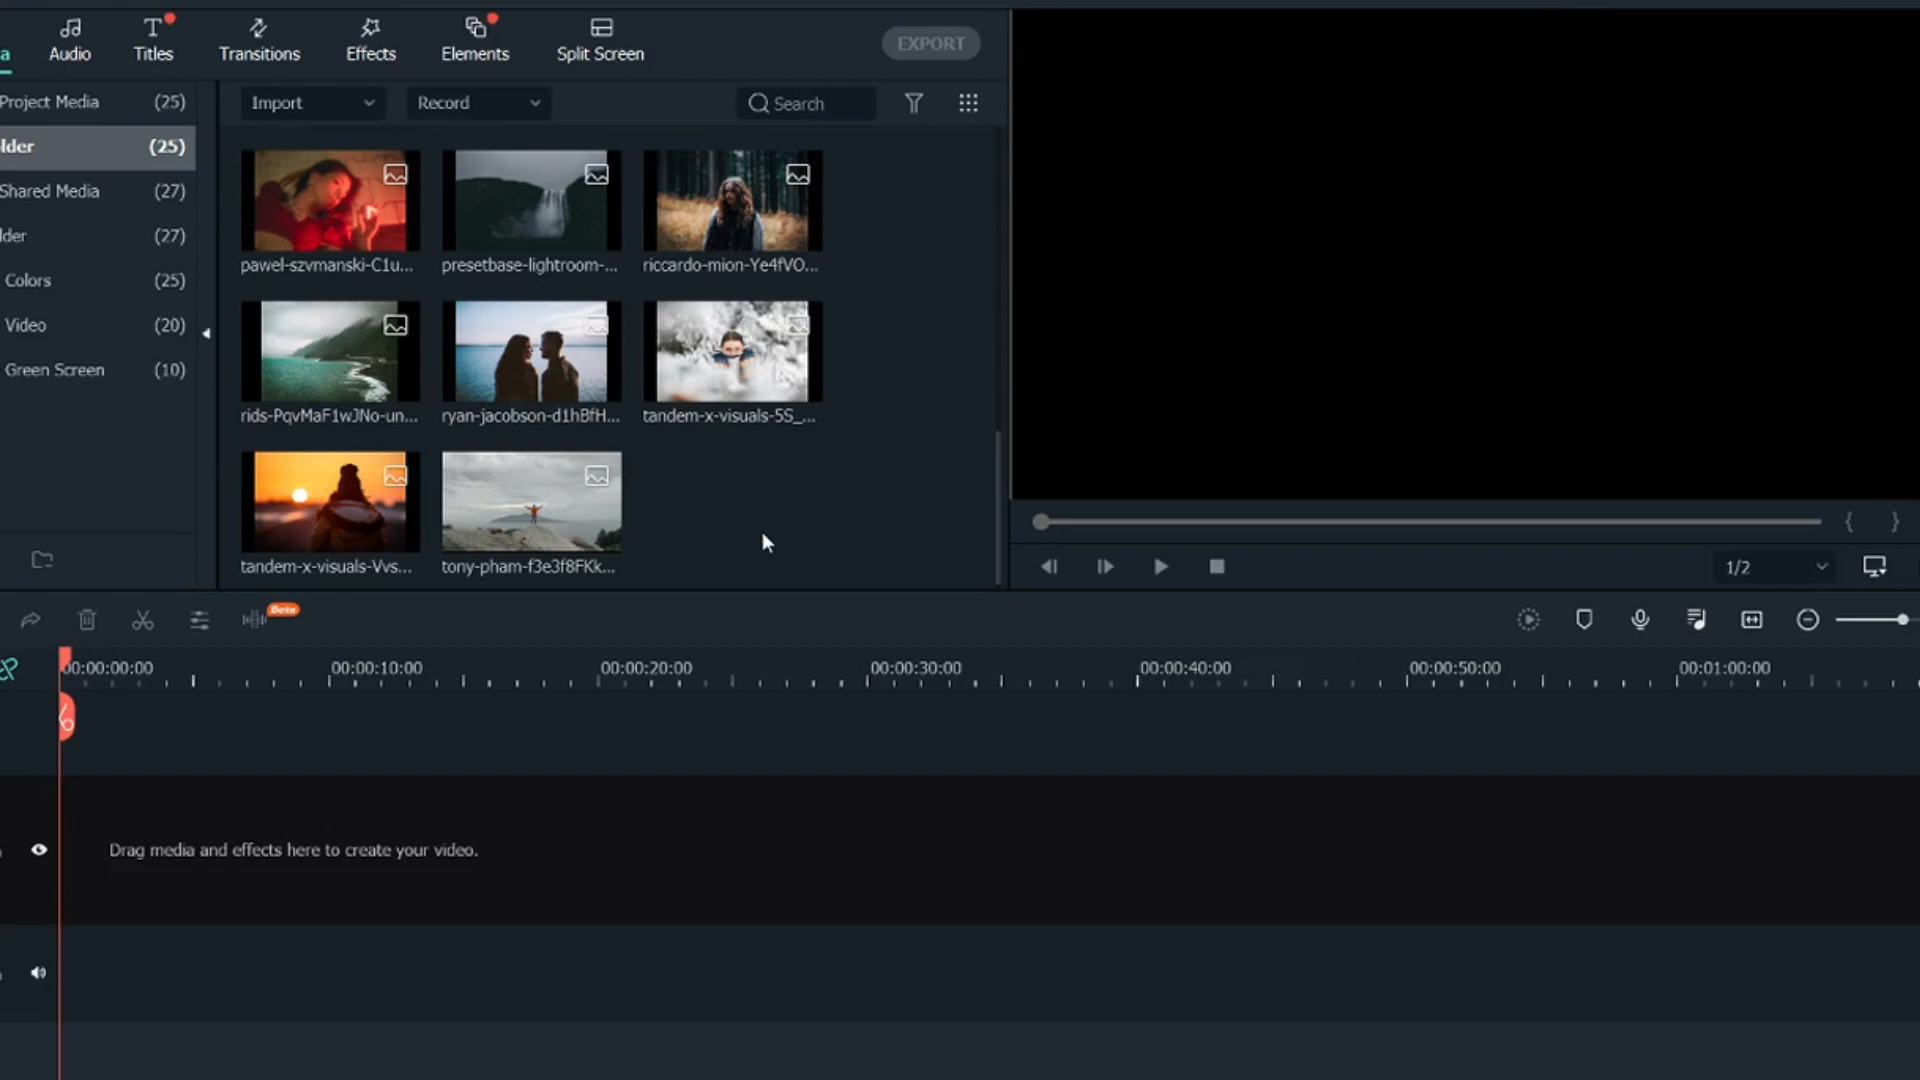 a Audio Titles Transitions Effects Elements Split Screen EXPORT
Project Media (25)
Import Record Search
lder (25)
Shared Media (27)
lder (27)
Colors (25)
Video (20)
Green Screen (10)
pawel-szvmanski-C1u... presetbase-lightroom-... riccardo-mion-Ye4fVO...
rids-PqvMaF1wJNo-un... ryan-jacobson-d1hBfH... tandem-x-visuals-5S_...
tandem-x-visuals-Vvs... tony-pham-f3e3f8FKk...
{ }
1/2
Beta
00:00:00:00 00:00:10:00 00:00:20:00 00:00:30:00 00:00:40:00 00:00:50:00 00:01:00:00
Drag media and effects here to create your video.